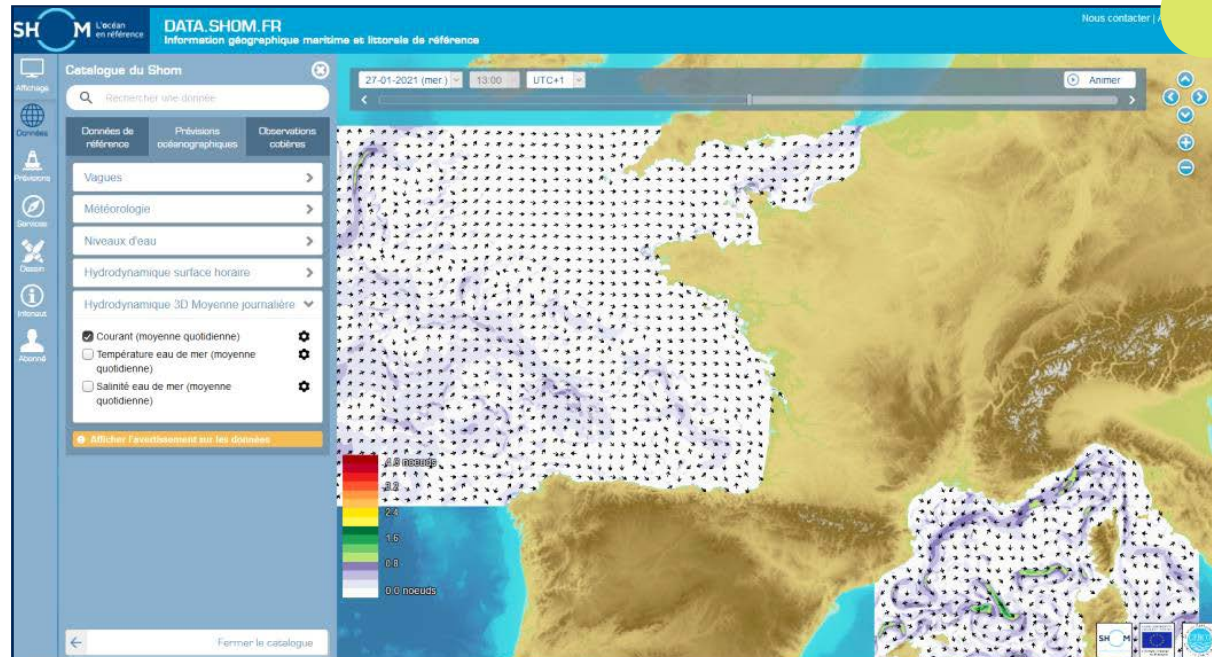 SHOM L'océan
en référence
DATA.SHOM.FR
Information géographique maritime et littorale de référence
Nous contacter |
Affichage
Données
Prévisions
Services
Dessin
Abonné
Catalogue du Shom
Rechercher une donnée
Données de
référence
Prévisions
océanographiques
Observations
côtières
Vagues
Météorologie
Niveaux d'eau
Hydrodynamique surface horaire
Hydrodynamique 3D Moyenne journalière
Courant (moyenne quotidienne)
Température eau de mer (moyenne
quotidienne)
Salinité eau de mer (moyenne
quotidienne)
Afficher l'avertissement sur les données
Fermer le catalogue
27-01-2021 (mer.)
13:00
UTC+1
Animer
4.8 noeuds
3.2
2.4
1.6
0.8
0.0 noeuds
SHOM